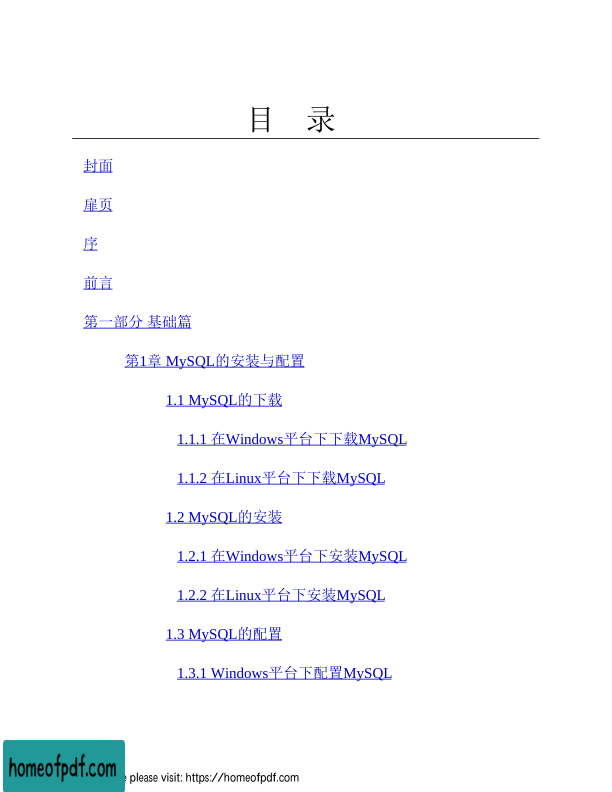 目 录
封面
扉页
序
前言
第一部分 基础篇
第1章 MySQL的安装与配置
1.1 MySQL的下载
1.1.1 在Windows平台下下载MySQL
1.1.2 在Linux平台下下载MySQL
1.2 MySQL的安装
1.2.1 在Windows平台下安装MySQL
1.2.2 在Linux平台下安装MySQL
1.3 MySQL的配置
1.3.1 Windows平台下配置MySQL
homeofpdf.com
please visit: https://homeofpdf.com